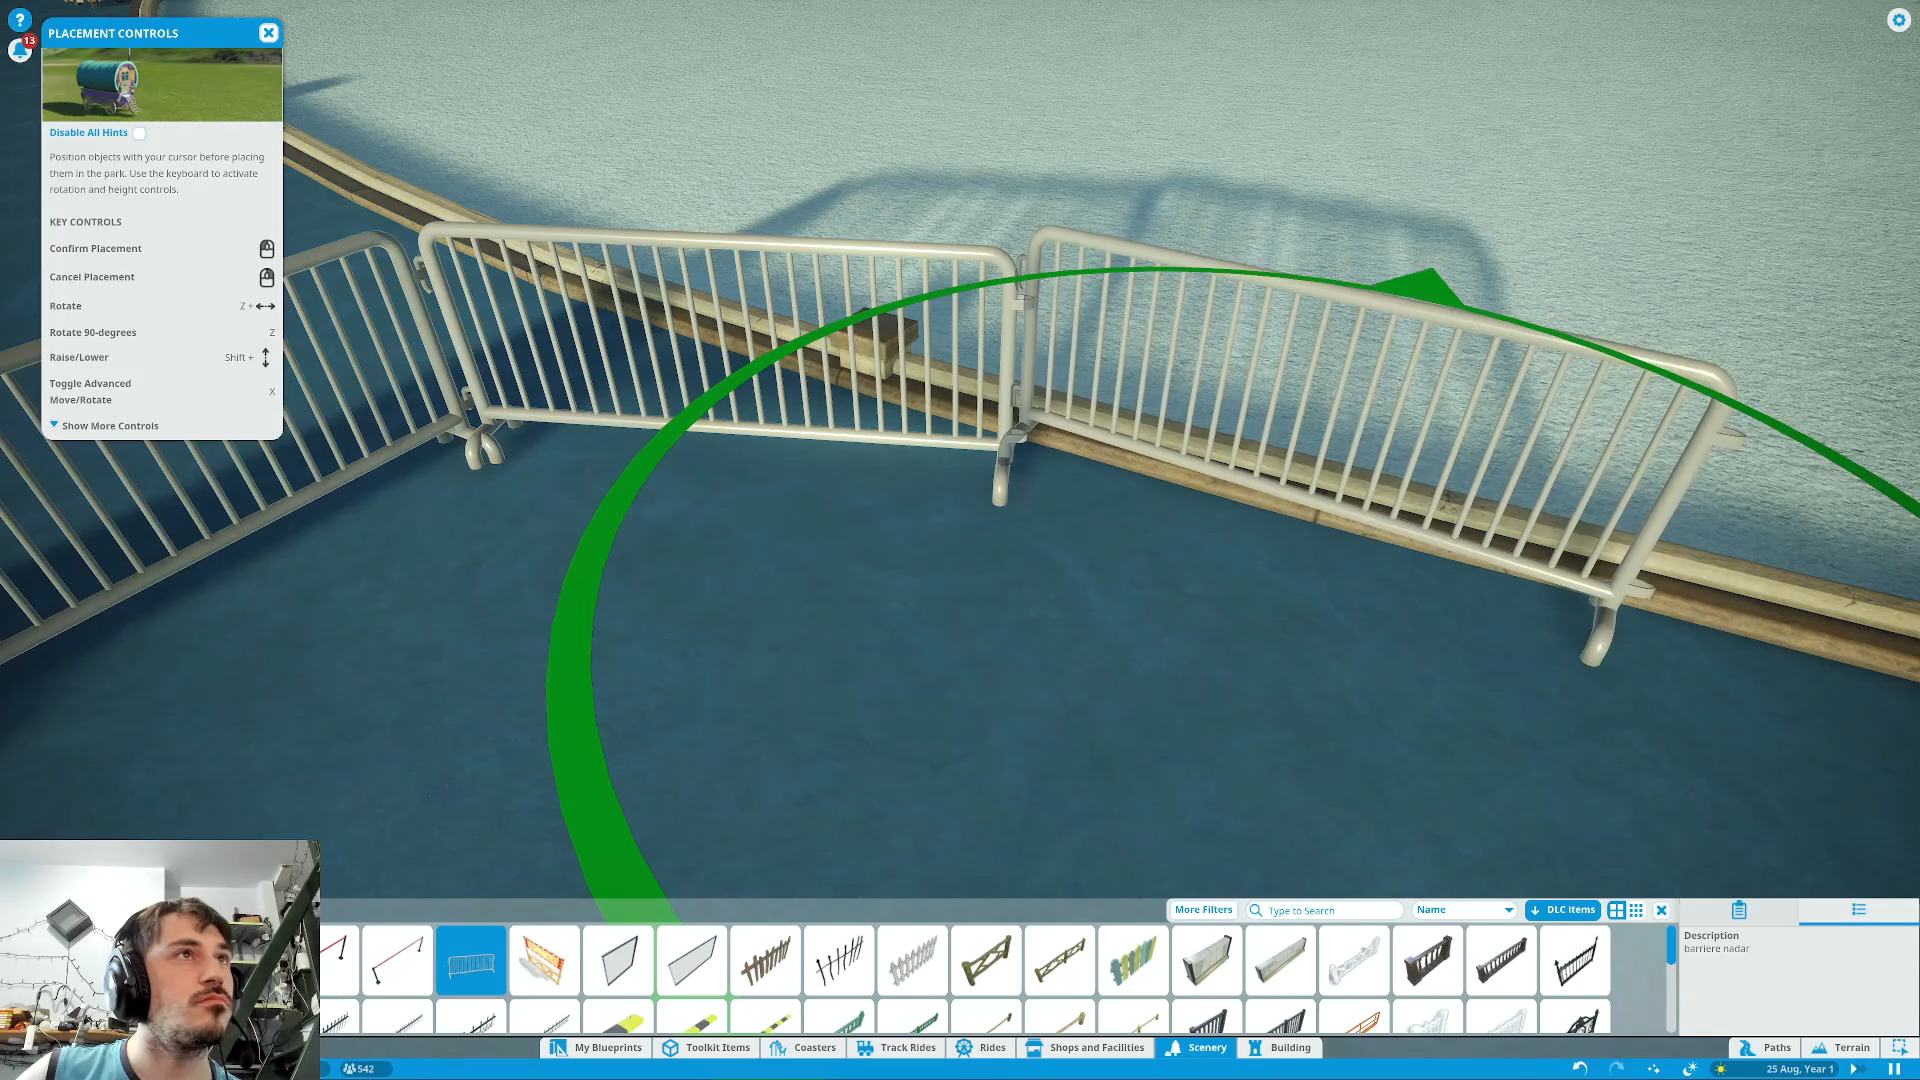 ?
13
PLACEMENT CONTROLS
Disable All Hints
Position objects with your cursor before placing
them in the park. Use the keyboard to activate
rotation and height controls.
KEY CONTROLS
Confirm Placement
Cancel Placement
Rotate Z +
Rotate 90-degrees Z
Raise/Lower Shift +
Toggle Advanced
Move/Rotate X
Show More Controls
More Filters Type to Search Name DLC Items
Description
barriere nadar
My Blueprints Toolkit Items Coasters Track Rides Rides Shops and Facilities Scenery Building Paths Terrain
542 25 Aug, Year 1